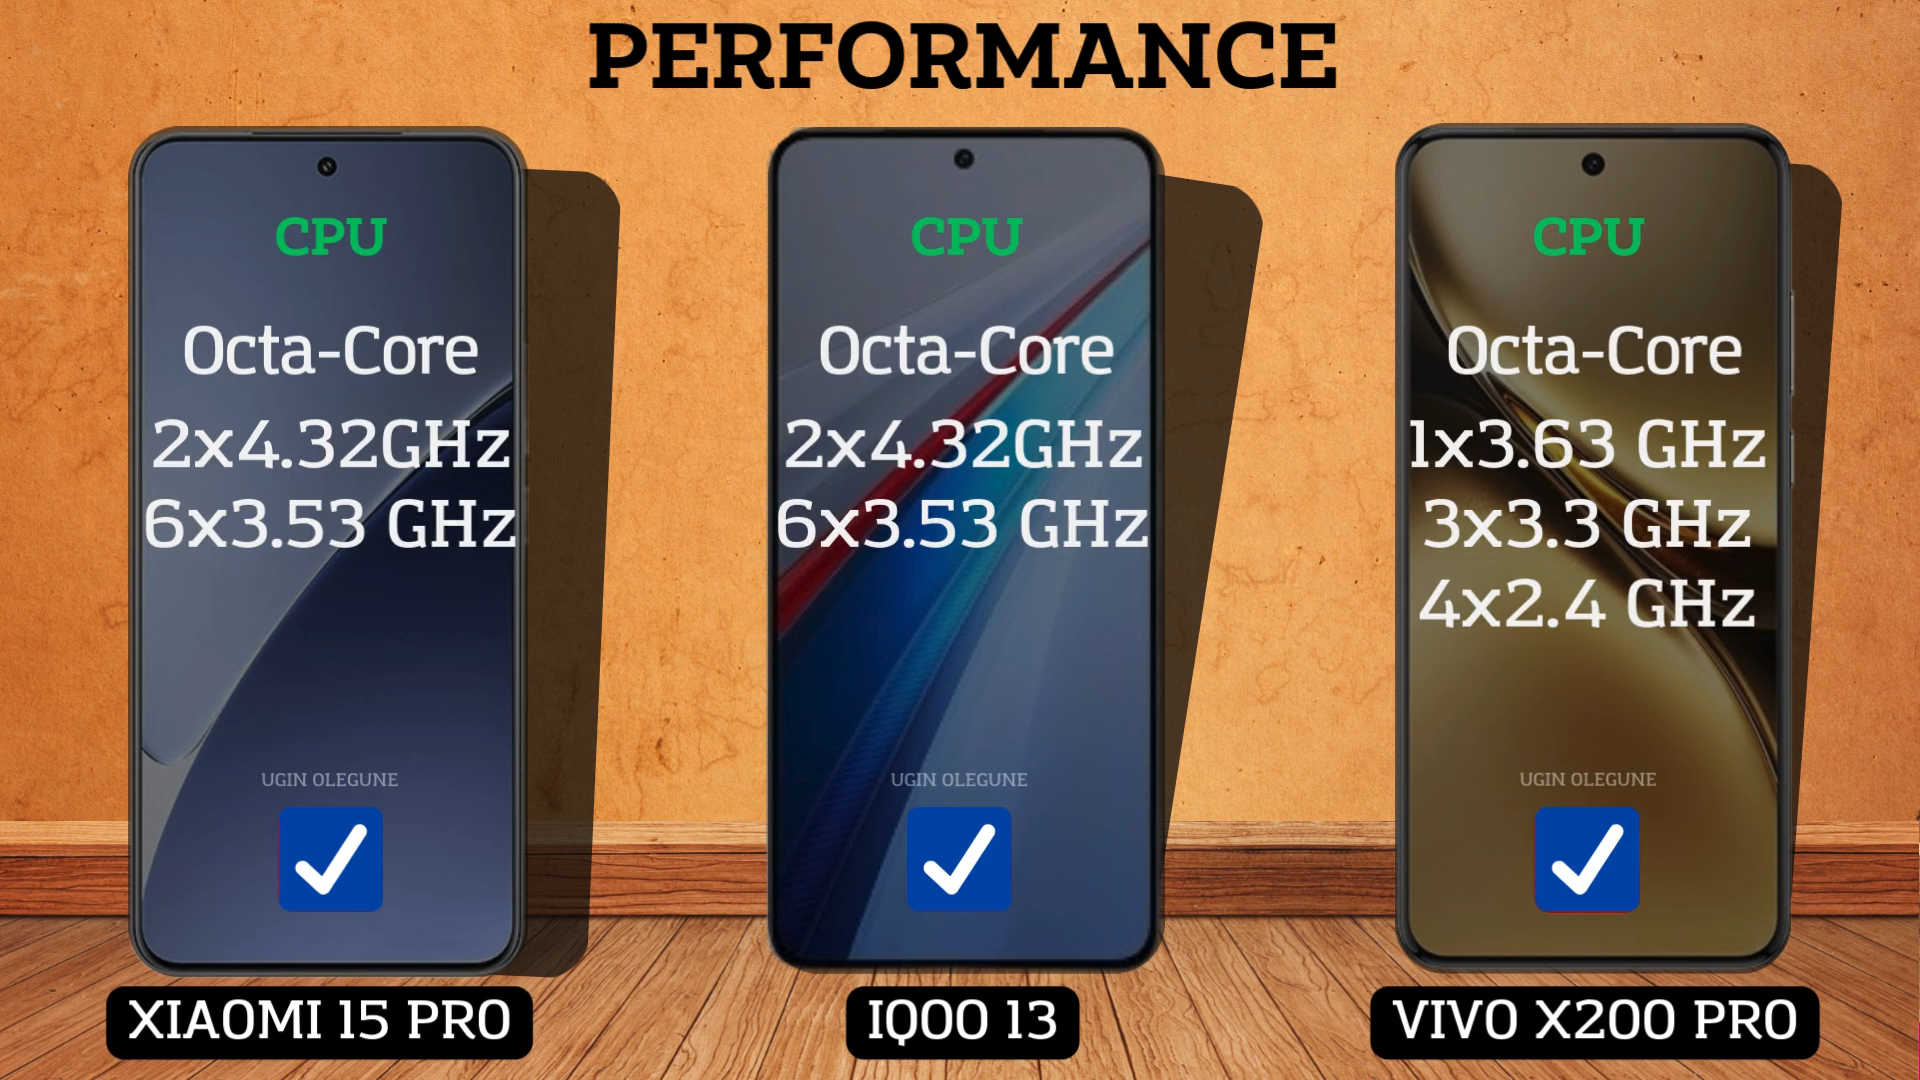 PERFORMANCE
CPU
Octa-Core
2x4.32GHz
6x3.53 GHz
UGIN OLEGUNE
XIAOMI 15 PRO
CPU
Octa-Core
2x4.32GHz
6x3.53 GHz
UGIN OLEGUNE
IQOO 13
CPU
Octa-Core
1x3.63 GHz
3x3.3 GHz
4x2.4 GHz
UGIN OLEGUNE
VIVO X200 PRO